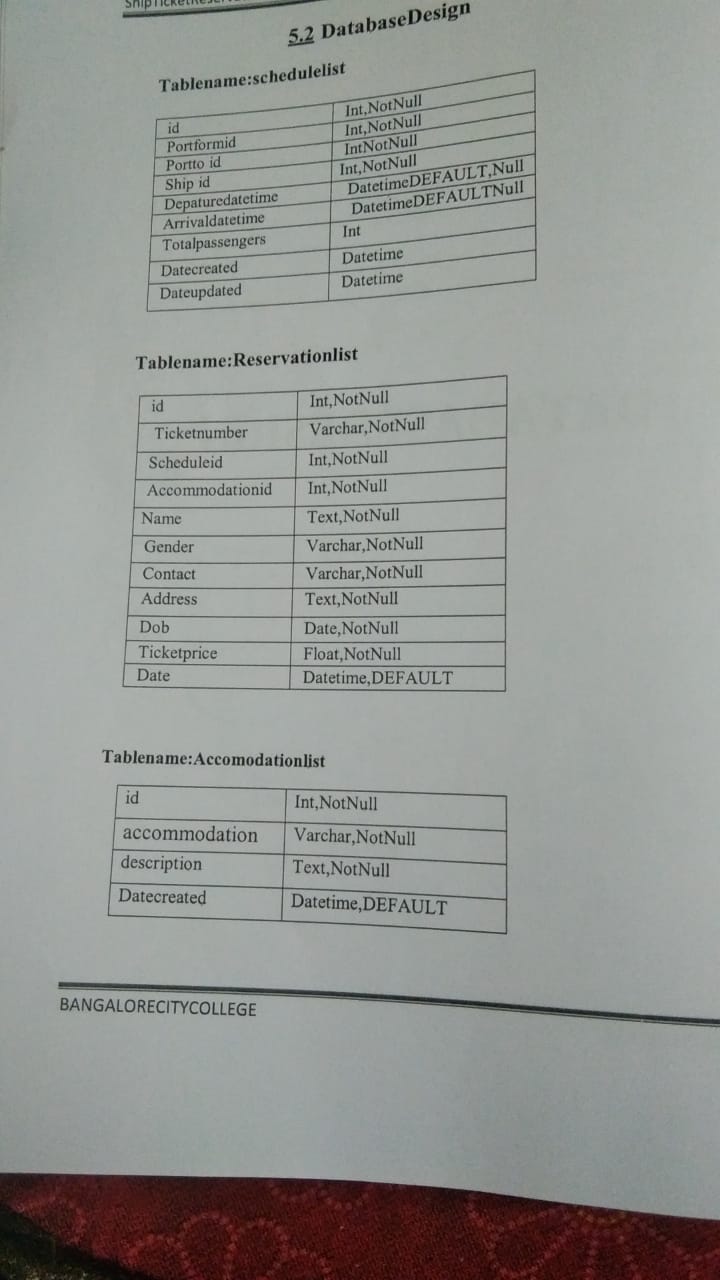 5.2 DatabaseDesign
Tablename:schedulelist
id Int,NotNull
Portformid Int,NotNull
Portto id IntNotNull
Ship id Int,NotNull
Depaturedatetime DatetimeDEFAULT,Null
Arrivaldatetime DatetimeDEFAULTNull
Totalpassengers Int
Datecreated Datetime
Dateupdated Datetime
Tablename:Reservationlist
id Int,NotNull
Ticketnumber Varchar,NotNull
Scheduleid Int,NotNull
Accommodationid Int,NotNull
Name Text,NotNull
Gender Varchar,NotNull
Contact Varchar,NotNull
Address Text,NotNull
Dob Date,NotNull
Ticketprice Float,NotNull
Date Datetime,DEFAULT
Tablename:Accomodationlist
id Int,NotNull
accommodation Varchar,NotNull
description Text,NotNull
Datecreated Datetime,DEFAULT
BANGALORECITYCOLLEGE